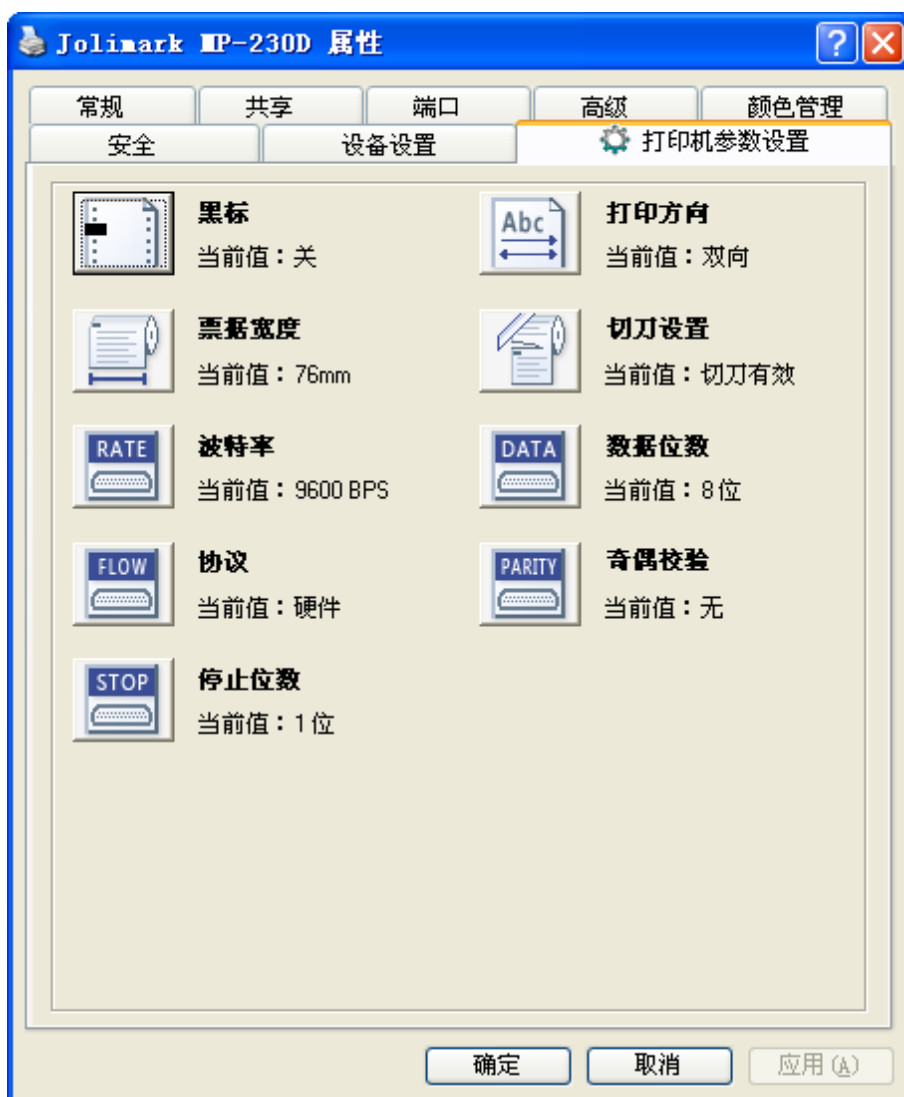 Jolimark MP-230D 属性
常规 共享 端口 高级 颜色管理
安全 设备设置 打印机参数设置
黑标
当前值：关
Abc
打印方向
当前值：双向
票据宽度
当前值：76mm
切刀设置
当前值：切刀有效
RATE
波特率
当前值：9600 BPS
DATA
数据位数
当前值：8位
FLOW
协议
当前值：硬件
PARITY
奇偶校验
当前值：无
STOP
停止位数
当前值：1位
确定 取消 应用(A)